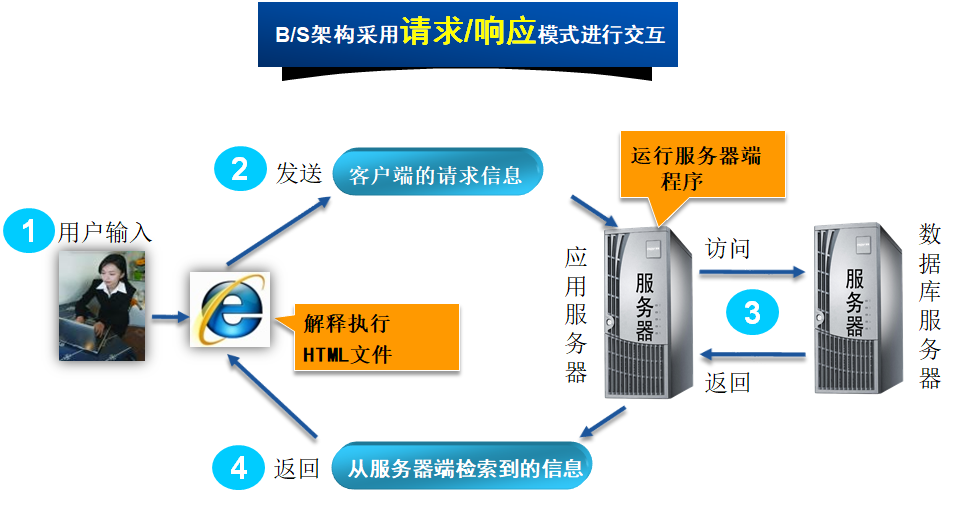 B/S架构采用请求/响应模式进行交互
2
发送
客户端的请求信息
运行服务器端
程序
1
用户输入
应用服务器
服务器
访问
3
返回
服务器
数据库服务器
解释执行
HTML文件
4
返回
从服务器端检索到的信息